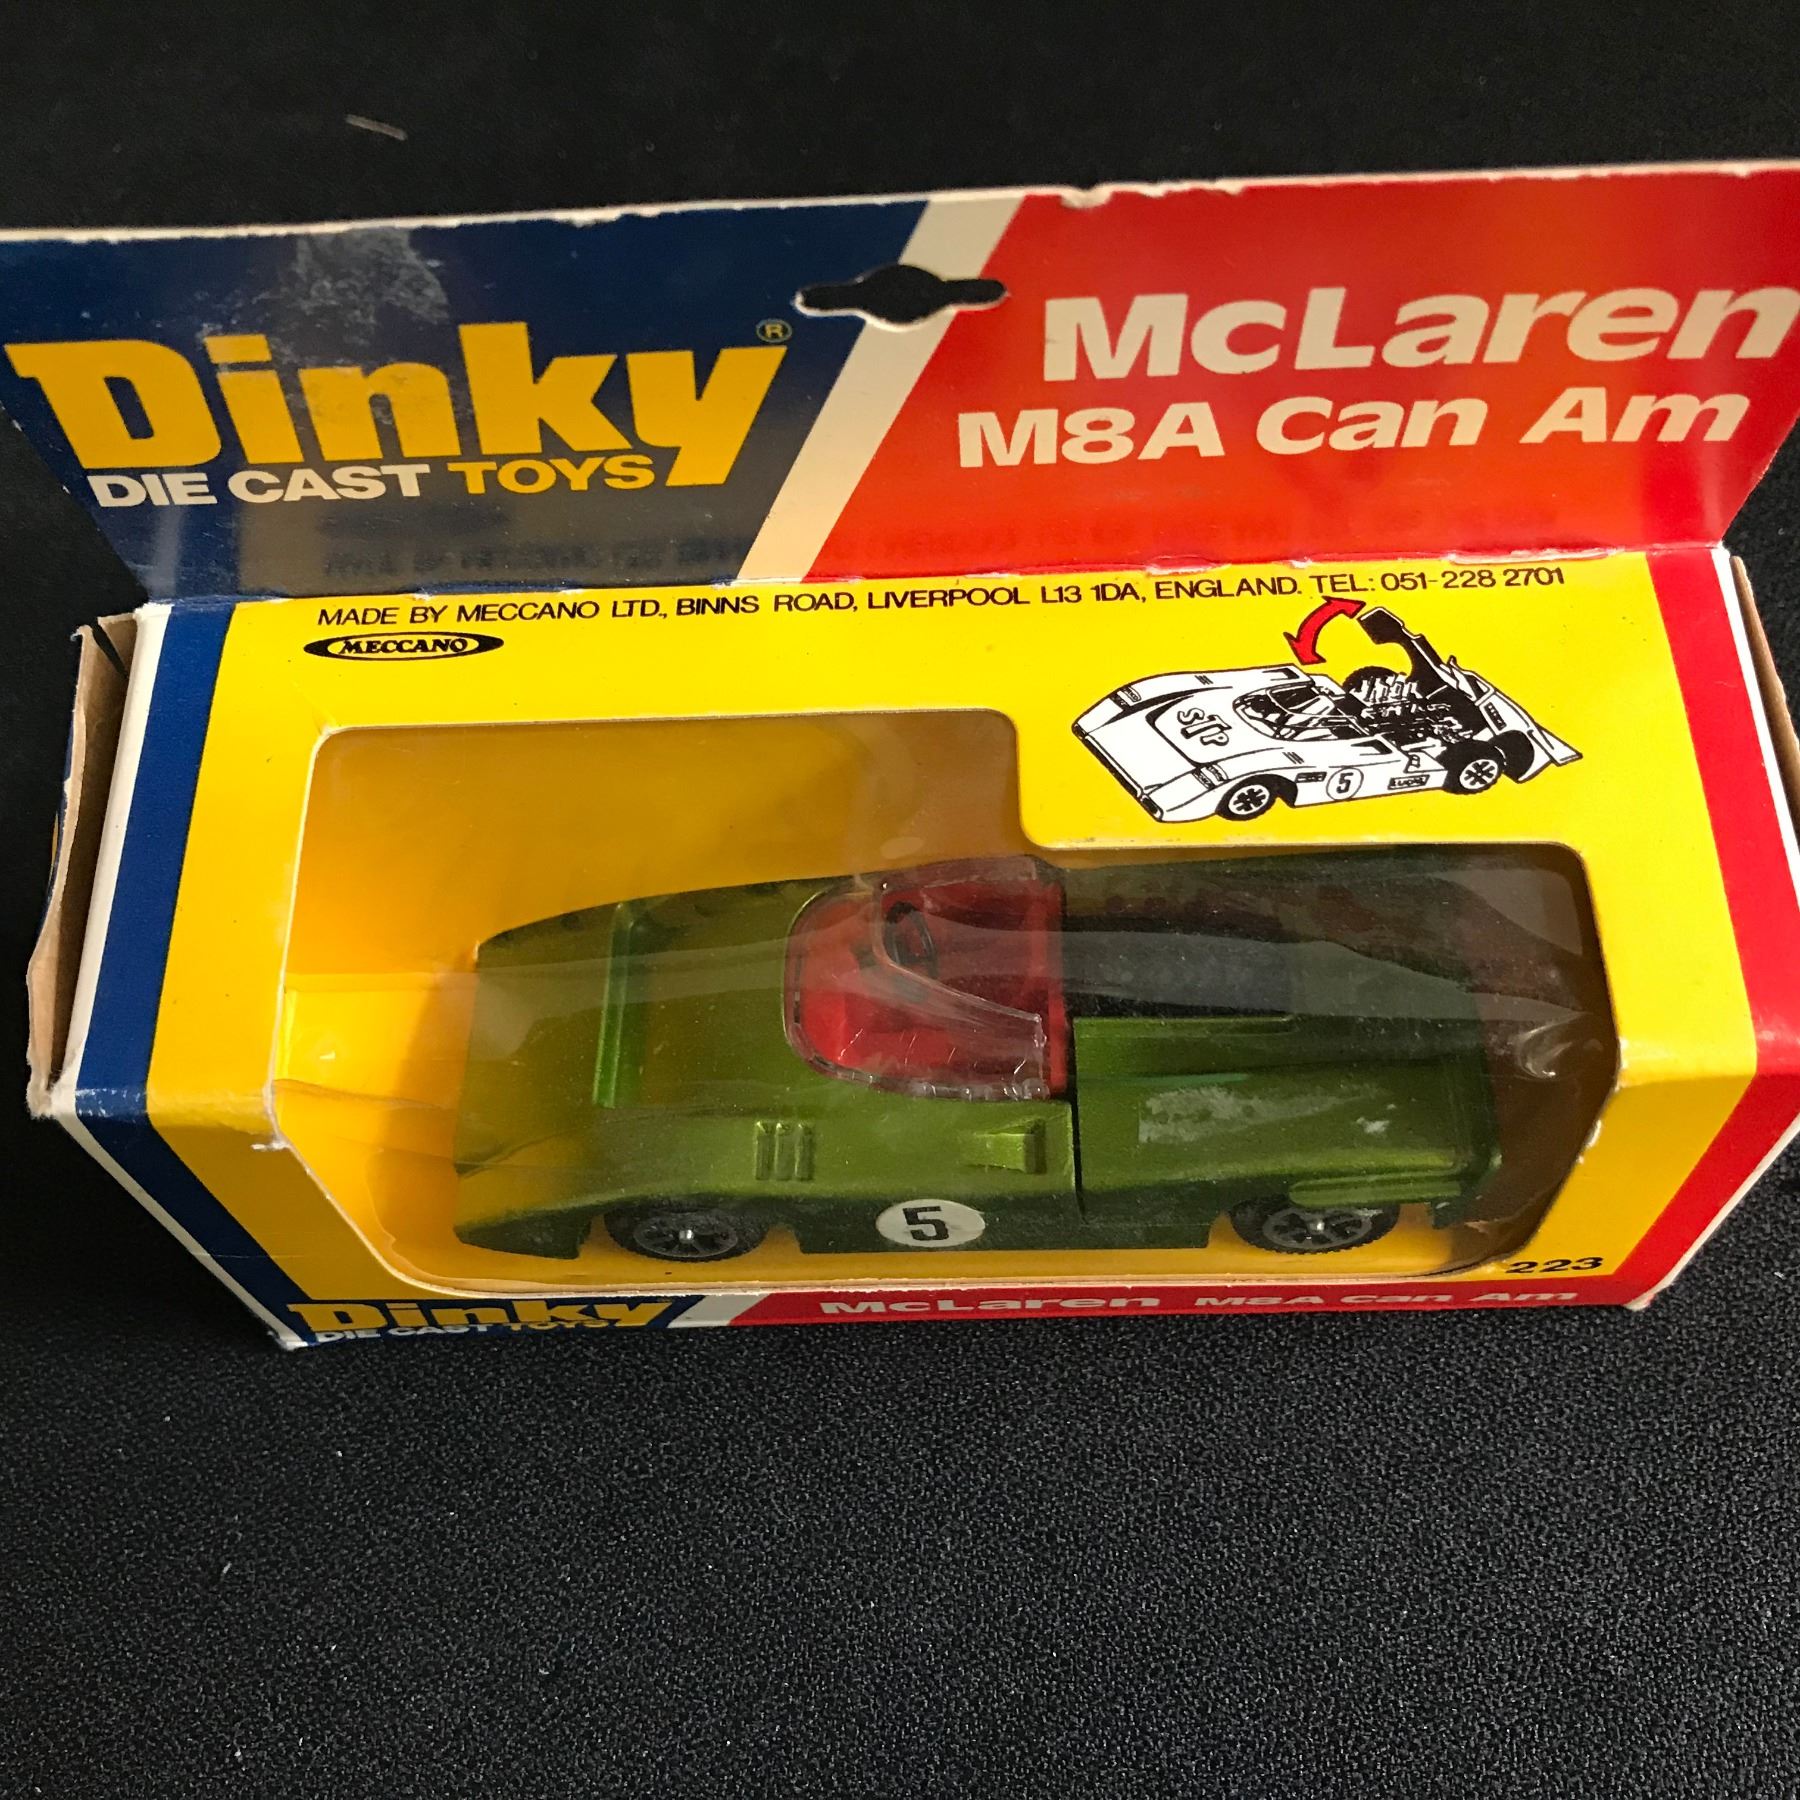 Dinky®
DIE CAST TOYS
McLaren
M8A Can Am
MADE BY MECCANO LTD., BINNS ROAD, LIVERPOOL L13 1DA, ENGLAND. TEL: 051-228 2701
MECCANO
STP
5
5
223
Dinky
DIE CAST TOYS
McLaren M8A Can Am